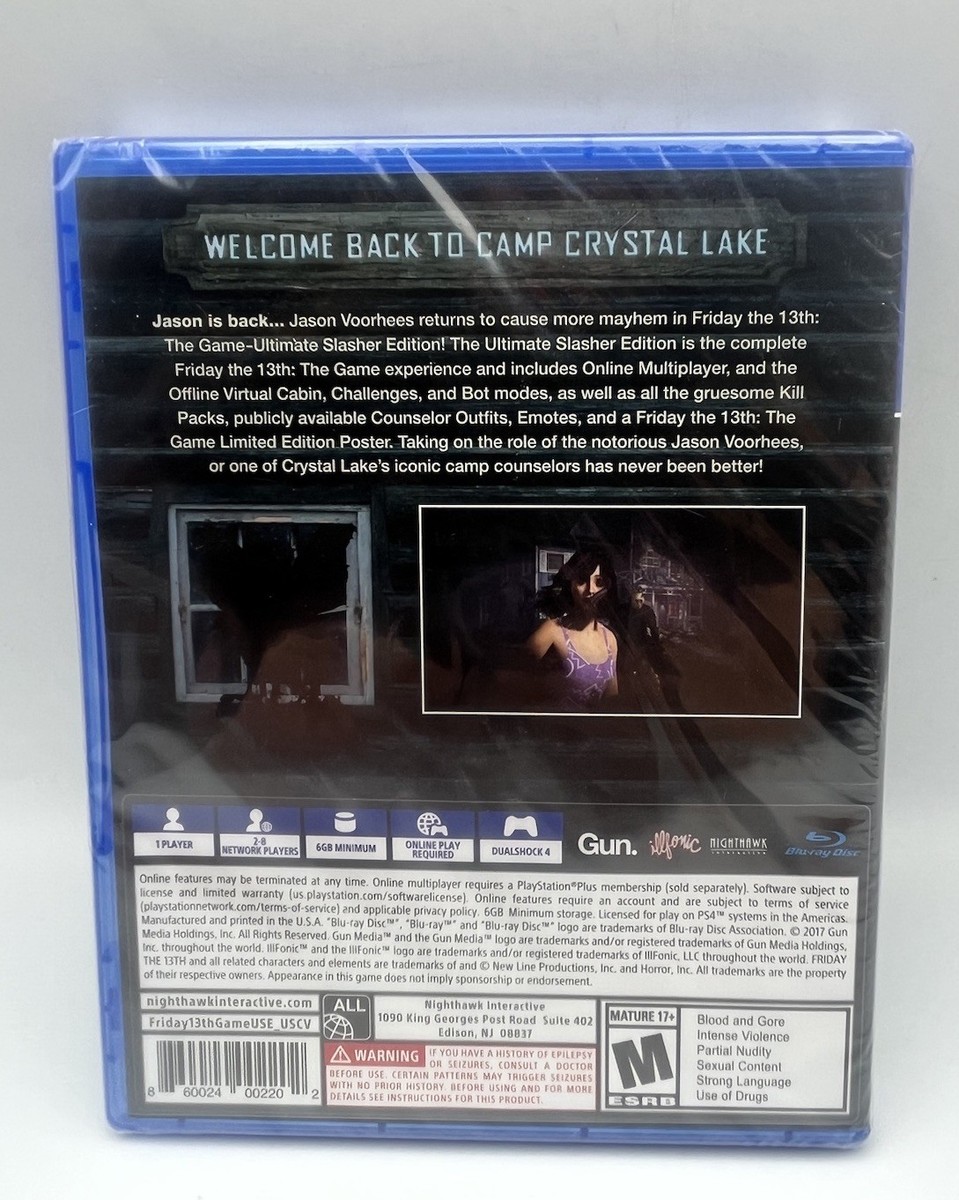 WELCOME BACK TO CAMP CRYSTAL LAKE
Jason is back... Jason Voorhees returns to cause more mayhem in Friday the 13th:
The Game-Ultimate Slasher Edition! The Ultimate Slasher Edition is the complete
Friday the 13th: The Game experience and includes Online Multiplayer, and the
Offline Virtual Cabin, Challenges, and Bot modes, as well as all the gruesome Kill
Packs, publicly available Counselor Outfits, Emotes, and a Friday the 13th: The
Game Limited Edition Poster. Taking on the role of the notorious Jason Voorhees,
or one of Crystal Lake's iconic camp counselors has never been better!
1 PLAYER
2-8
NETWORK PLAYERS
6GB MINIMUM
ONLINE PLAY
REQUIRED
DUALSHOCK 4
Gun.
illfonic
NIGHTHAWK
INTERACTIVE
Blu-ray Disc
Online features may be terminated at any time. Online multiplayer requires a PlayStation®Plus membership (sold separately). Software subject to
license and limited warranty (us.playstation.com/softwarelicense). Online features require an account and are subject to terms of service
(playstationnetwork.com/terms-of-service) and applicable privacy policy. 6GB Minimum storage. Licensed for play on PS4™ systems in the Americas.
Manufactured and printed in the U.S.A. "Blu-ray Disc™", "Blu-ray™" and "Blu-ray Disc™" logo are trademarks of Blu-ray Disc Association. © 2017 Gun
Media Holdings, Inc. All Rights Reserved. Gun Media™ and the Gun Media™ logo are trademarks and/or registered trademarks of Gun Media Holdings,
Inc. throughout the world. IllFonic™ and the IllFonic™ logo are trademarks and/or registered trademarks of IllFonic, LLC throughout the world. FRIDAY
THE 13TH and all related characters and elements are trademarks of and © New Line Productions, Inc. and Horror, Inc. All trademarks are the property
of their respective owners. Appearance in this game does not imply sponsorship or endorsement.
nighthawkinteractive.com
Friday13thGameUSE_USCV
ALL
Nighthawk Interactive
1090 King Georges Post Road Suite 402
Edison, NJ 08837
WARNING IF YOU HAVE A HISTORY OF EPILEPSY
OR SEIZURES, CONSULT A DOCTOR
BEFORE USE. CERTAIN PATTERNS MAY TRIGGER SEIZURES
WITH NO PRIOR HISTORY. BEFORE USING AND FOR MORE
DETAILS SEE INSTRUCTIONS FOR THIS PRODUCT.
8 60024 00220 2
MATURE 17+
M
ESRB
Blood and Gore
Intense Violence
Partial Nudity
Sexual Content
Strong Language
Use of Drugs